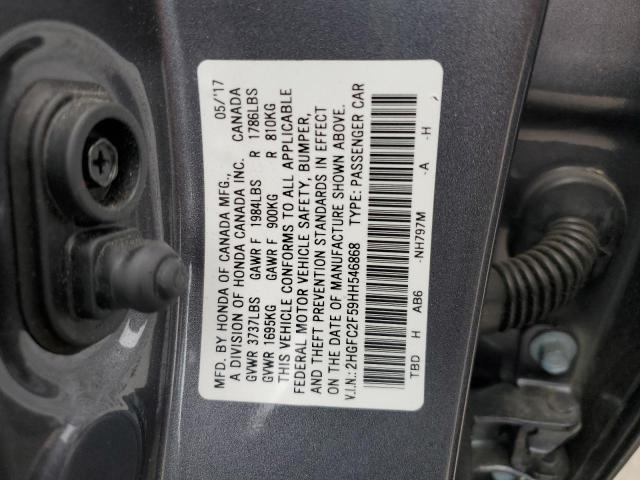 MFD. BY HONDA OF CANADA MFG., 05/'17
A DIVISION OF HONDA CANADA INC. CANADA
GVWR 3737LBS GAWR F 1984LBS R 1786LBS
GVWR 1695KG GAWR F 900KG R 810KG
THIS VEHICLE CONFORMS TO ALL APPLICABLE
FEDERAL MOTOR VEHICLE SAFETY, BUMPER,
AND THEFT PREVENTION STANDARDS IN EFFECT
ON THE DATE OF MANUFACTURE SHOWN ABOVE.
V.I.N.: 2HGFC2F59HH546868 TYPE: PASSENGER CAR
TBD H AB6 -NH797M -A -H